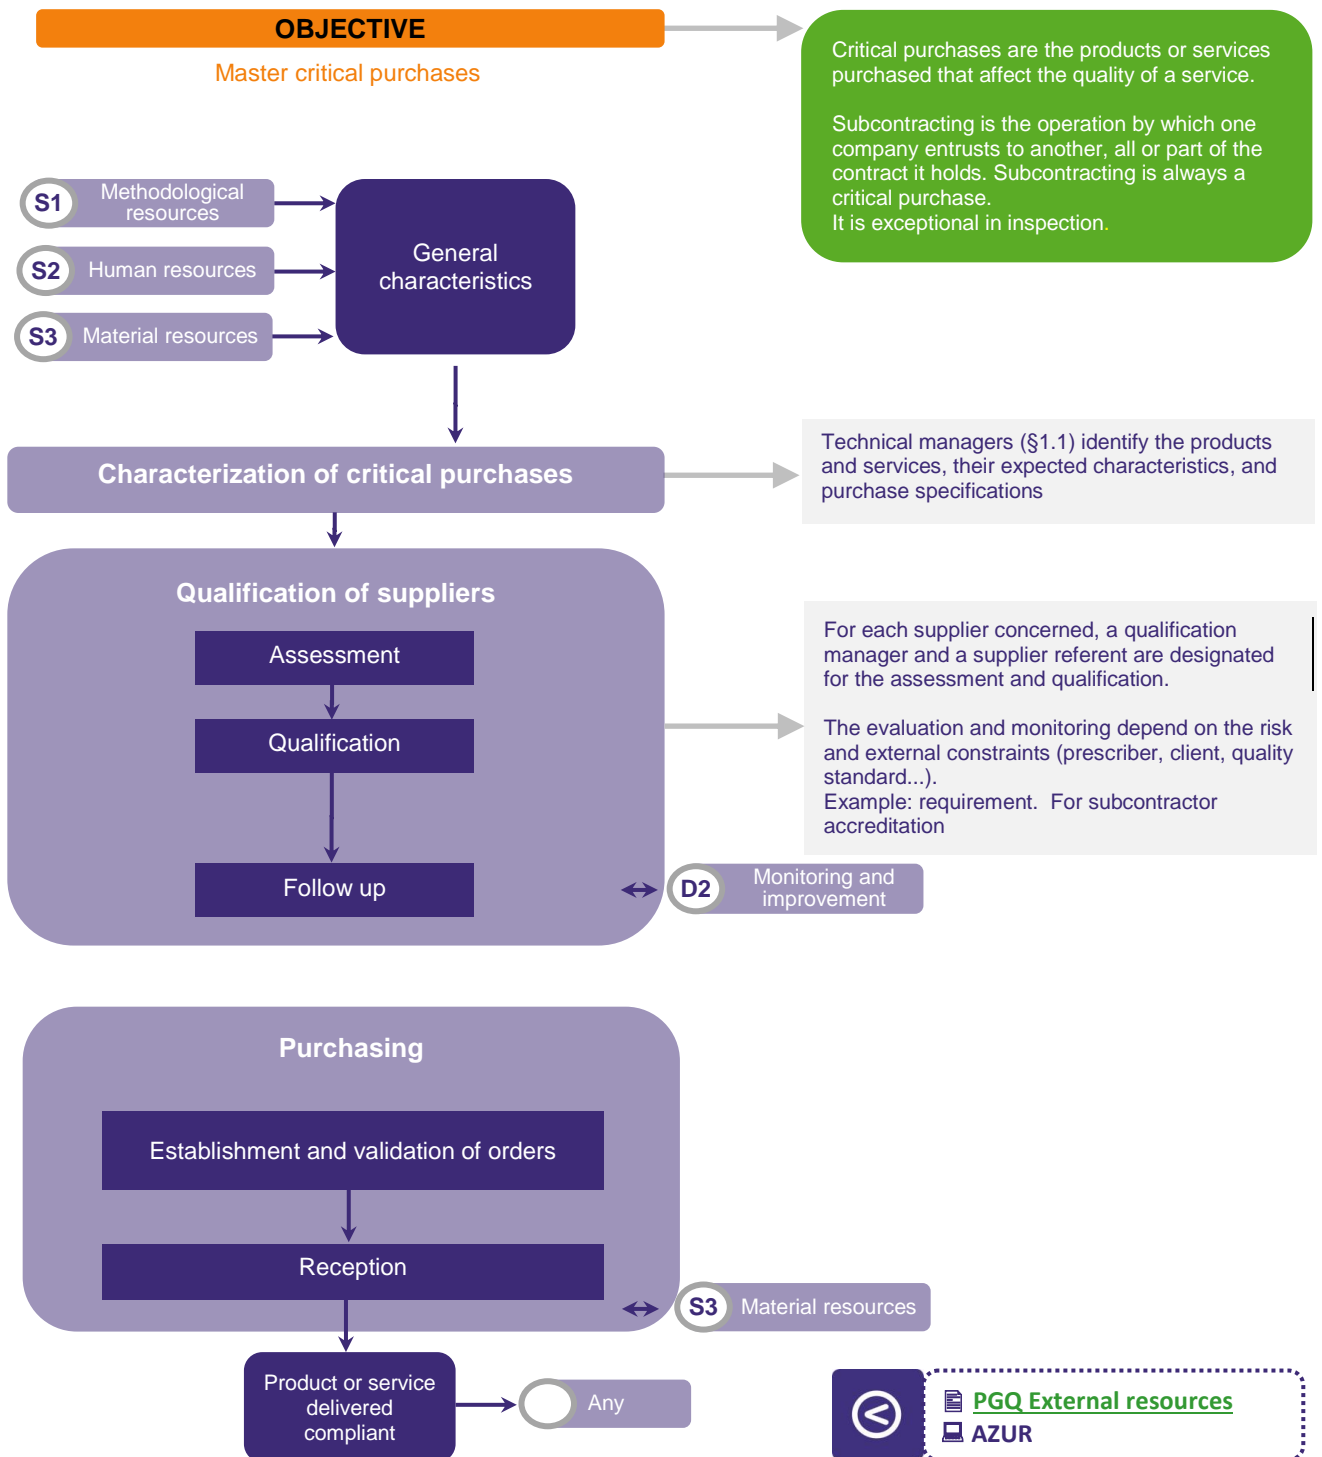 OBJECTIVE
Master critical purchases
Critical purchases are the products or services
purchased that affect the quality of a service.
Subcontracting is the operation by which one
company entrusts to another, all or part of the
contract it holds. Subcontracting is always a
critical purchase.
It is exceptional in inspection.
S1
Methodological
resources
S2
Human resources
S3
Material resources
General
characteristics
Characterization of critical purchases
Technical managers (§1.1) identify the products
and services, their expected characteristics, and
purchase specifications
Qualification of suppliers
Assessment
Qualification
Follow up
For each supplier concerned, a qualification
manager and a supplier referent are designated
for the assessment and qualification.
The evaluation and monitoring depend on the risk
and external constraints (prescriber, client, quality
standard...).
Example: requirement.  For subcontractor
accreditation
D2
Monitoring and
improvement
Purchasing
Establishment and validation of orders
Reception
S3
Material resources
Product or service
delivered
compliant
Any
PGQ External resources
AZUR